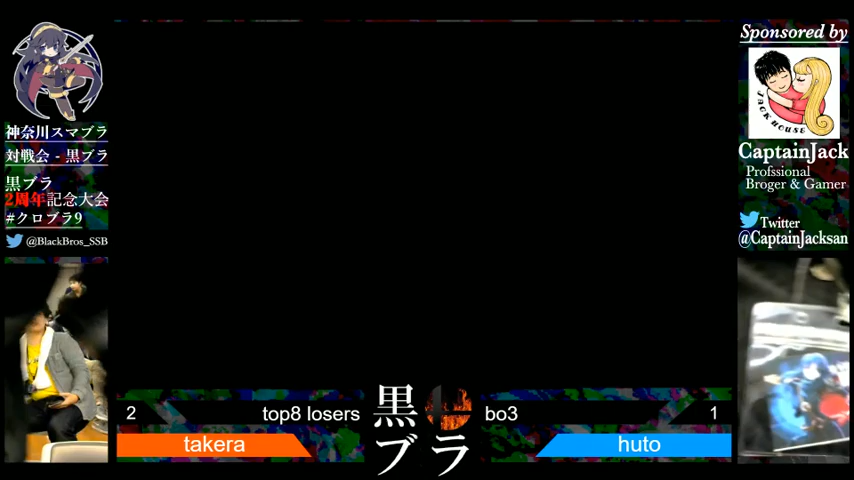 神奈川スマブラ
対戦会 - 黒ブラ
黒ブラ
2周年記念大会
#クロブラ9
@BlackBros_SSB
Sponsored by
JACK HOUSE
CaptainJack
Profssional
Broger & Gamer
Twitter
@CaptainJacksan
2
top8 losers
黒
ブラ
bo3
1
takera
huto